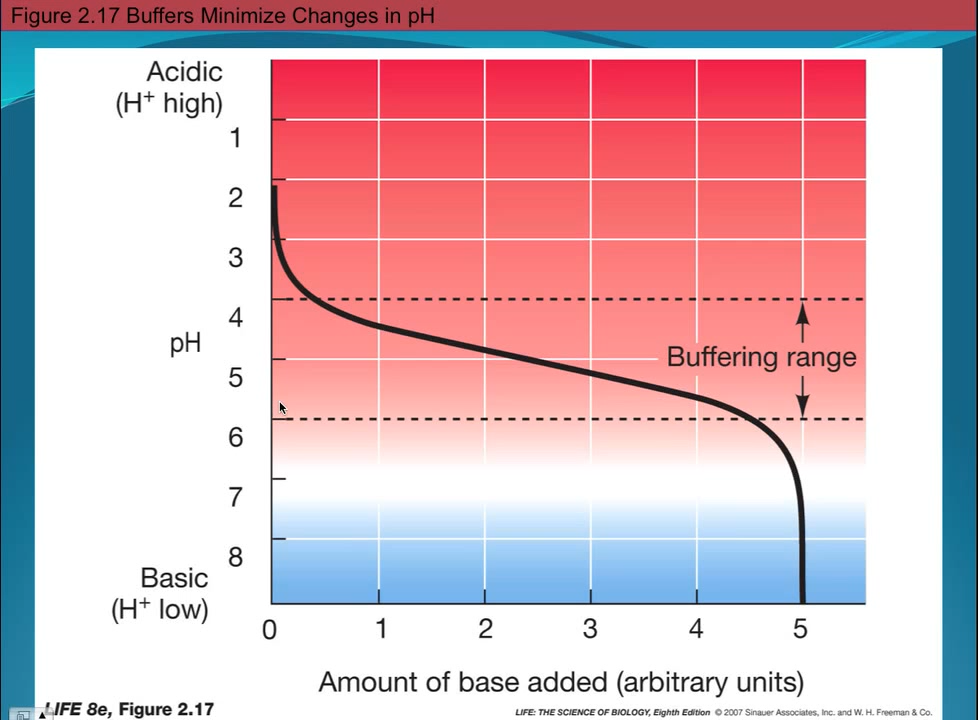 Figure 2.17 Buffers Minimize Changes in pH
Acidic
(H+ high)
1
2
3
4
pH
Buffering range
5
6
7
8
Basic
(H+ low)
0 1 2 3 4 5
Amount of base added (arbitrary units)
LIFE 8e, Figure 2.17
LIFE: THE SCIENCE OF BIOLOGY, Eighth Edition © 2007 Sinauer Associates, Inc. and W. H. Freeman & Co.